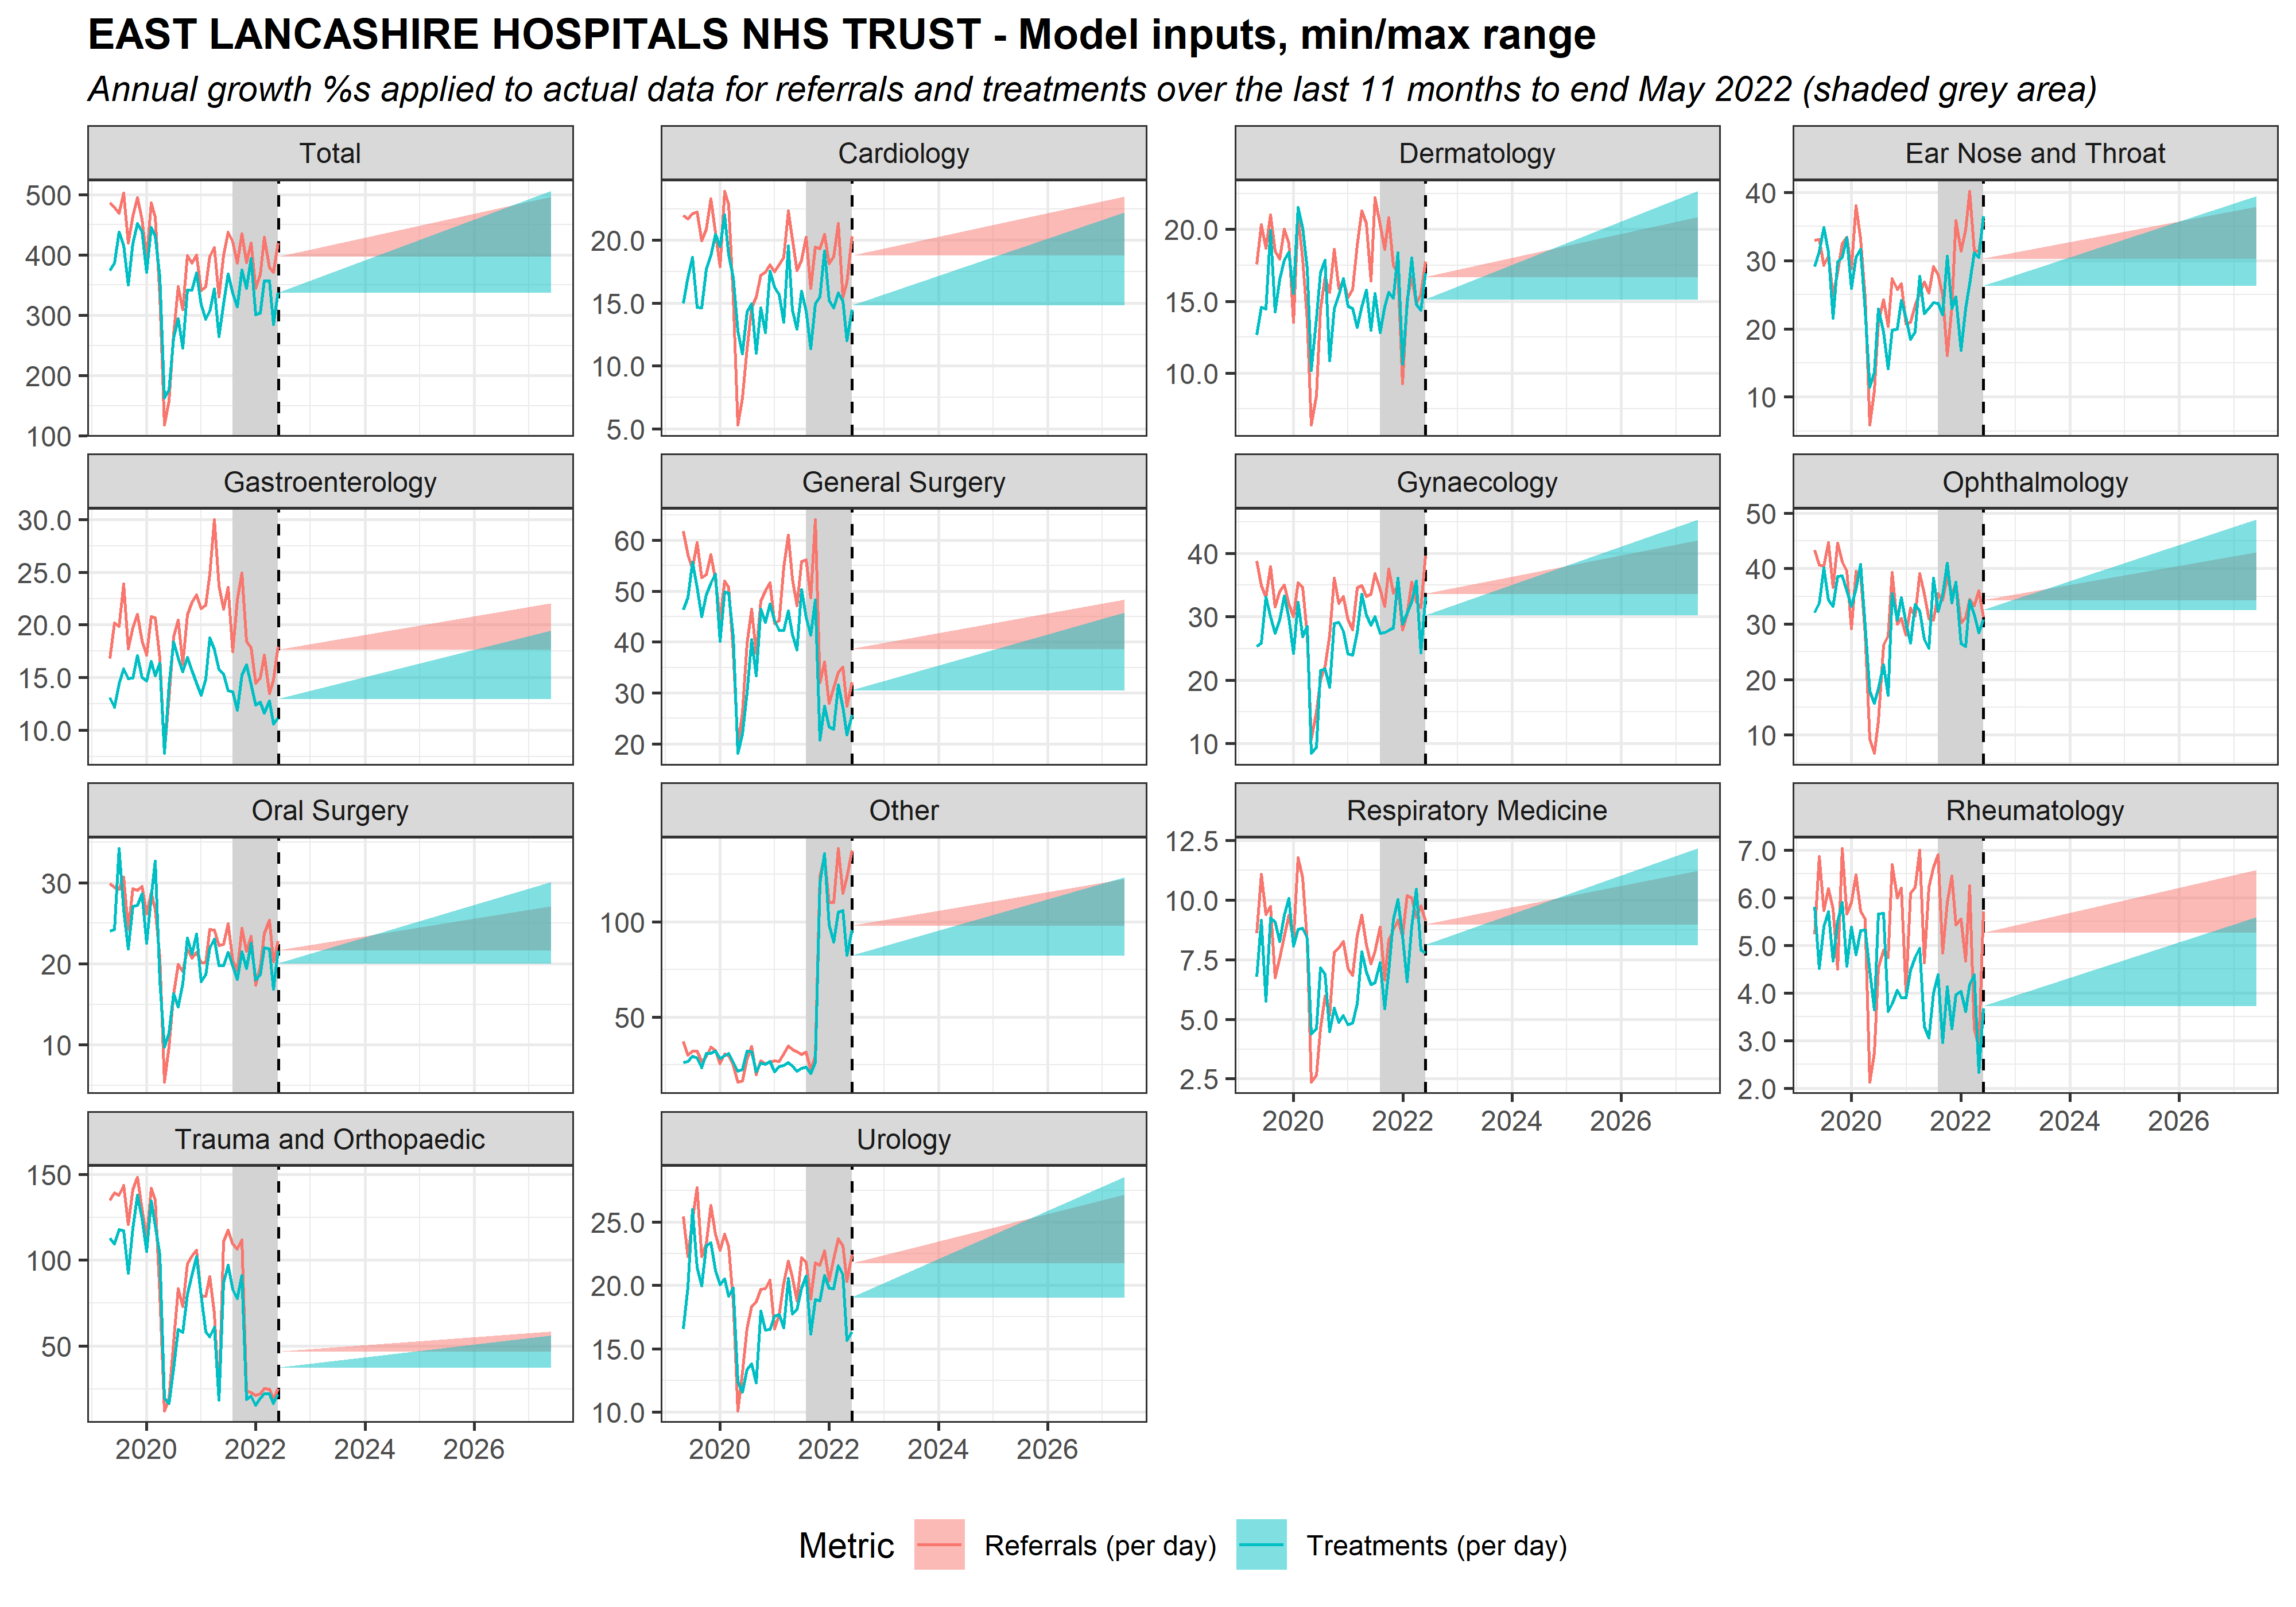 EAST LANCASHIRE HOSPITALS NHS TRUST - Model inputs, min/max range
Annual growth %s applied to actual data for referrals and treatments over the last 11 months to end May 2022 (shaded grey area)
Total
500
400
300
200
100
Cardiology
20.0
15.0
10.0
5.0
Dermatology
20.0
15.0
10.0
Ear Nose and Throat
40
30
20
10
Gastroenterology
30.0
25.0
20.0
15.0
10.0
General Surgery
60
50
40
30
20
Gynaecology
40
30
20
10
Ophthalmology
50
40
30
20
10
Oral Surgery
30
20
10
Other
100
50
Respiratory Medicine
12.5
10.0
7.5
5.0
2.5
2020 2022 2024 2026
Rheumatology
7.0
6.0
5.0
4.0
3.0
2.0
2020 2022 2024 2026
Trauma and Orthopaedic
150
100
50
2020 2022 2024 2026
Urology
25.0
20.0
15.0
10.0
2020 2022 2024 2026
Metric Referrals (per day) Treatments (per day)